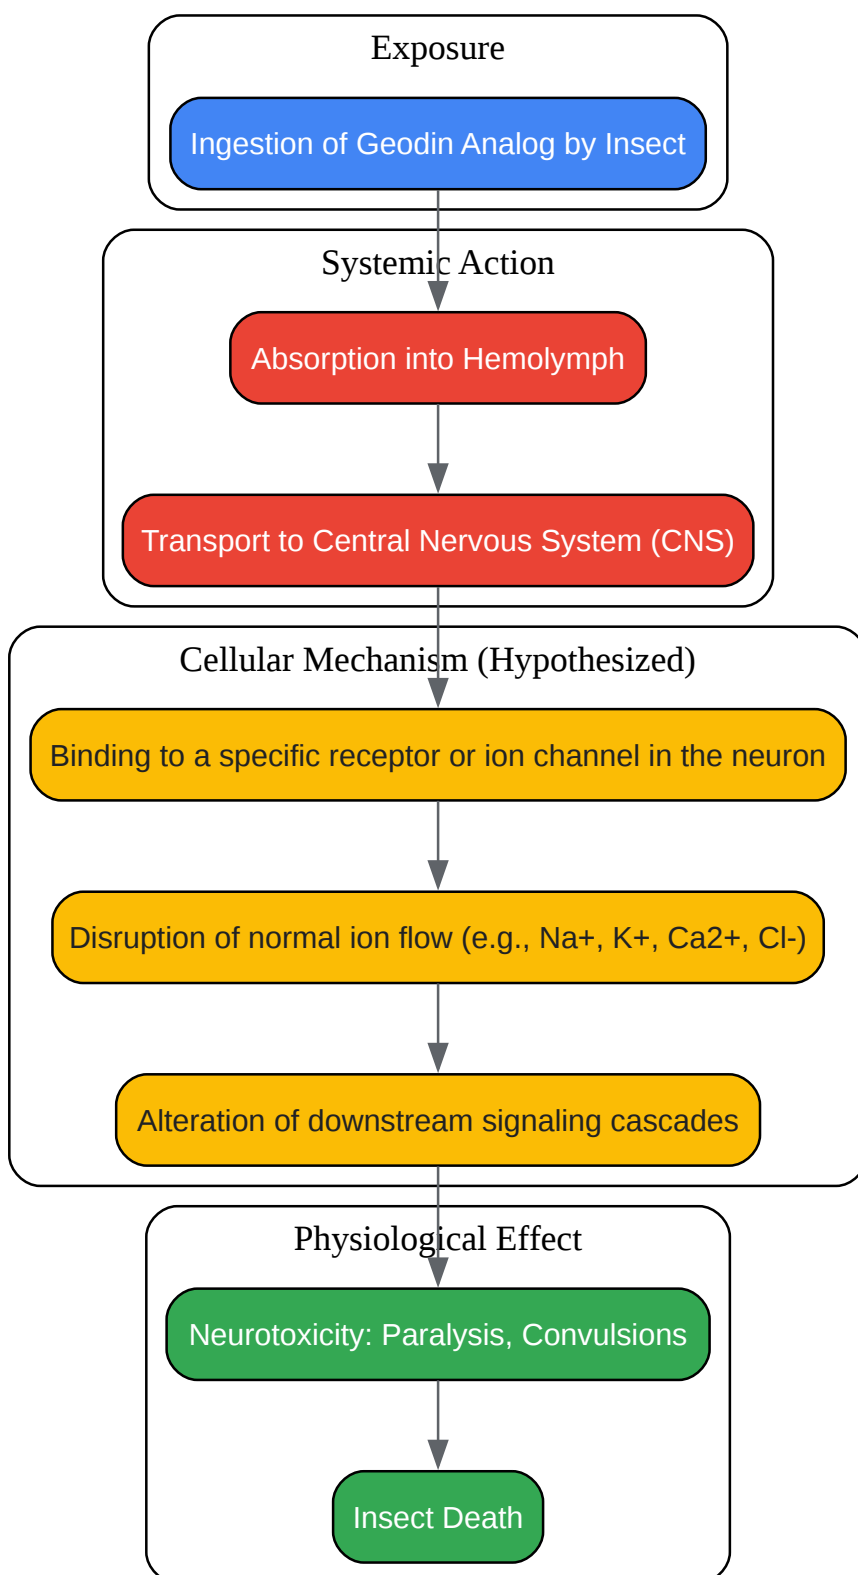 Exposure
Ingestion of Geodin Analog by Insect
Systemic Action
Absorption into Hemolymph
Transport to Central Nervous System (CNS)
Cellular Mechanism (Hypothesized)
Binding to a specific receptor or ion channel in the neuron
Disruption of normal ion flow (e.g., Na+, K+, Ca2+, Cl-)
Alteration of downstream signaling cascades
Physiological Effect
Neurotoxicity: Paralysis, Convulsions
Insect Death